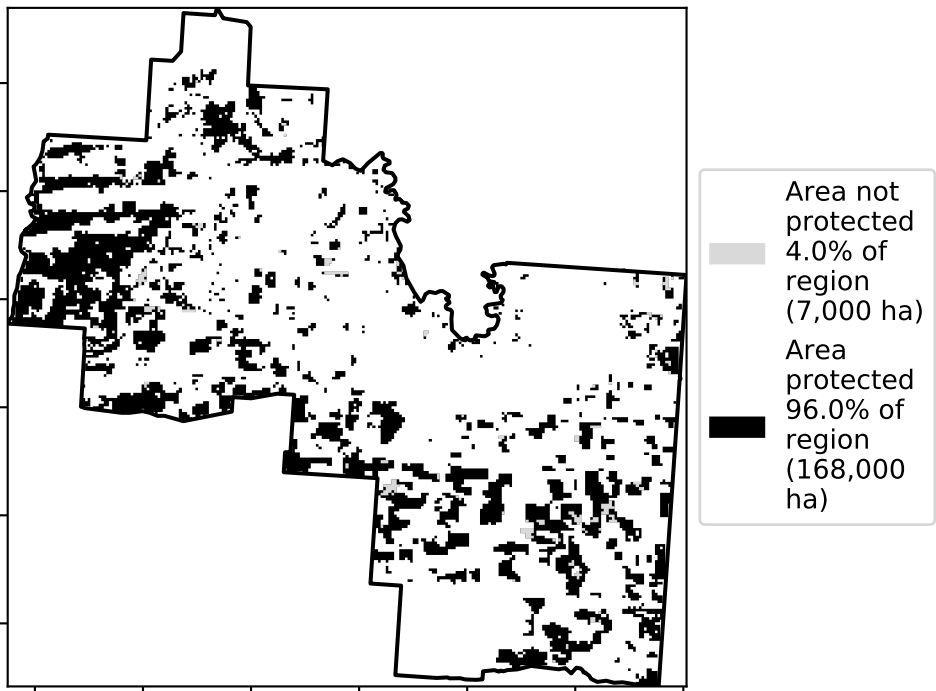 Area not
protected
4.0% of
region
(7,000 ha)
Area
protected
96.0% of
region
(168,000
ha)